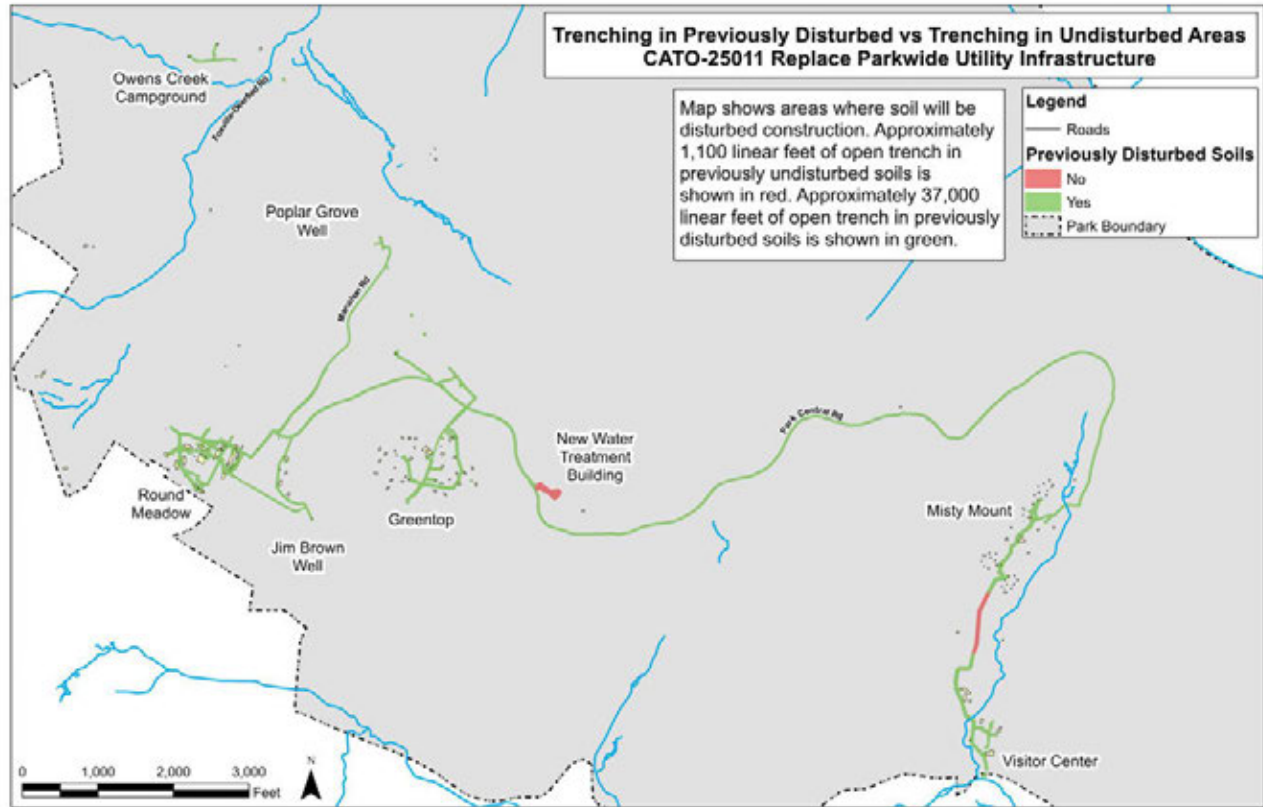 Trenching in Previously Disturbed vs Trenching in Undisturbed Areas
CATO-25011 Replace Parkwide Utility Infrastructure
Map shows areas where soil will be
disturbed construction. Approximately
1,100 linear feet of open trench in
previously undisturbed soils is
shown in red. Approximately 37,000
linear feet of open trench in previously
disturbed soils is shown in green.
Legend
Roads
Previously Disturbed Soils
No
Yes
Park Boundary
Owens Creek
Campground
Poplar Grove
Well
Manahan Rd
Park Central Rd
New Water
Treatment
Building
Round
Meadow
Greentop
Jim Brown
Well
Misty Mount
Visitor Center
0 1,000 2,000 3,000
Feet
N